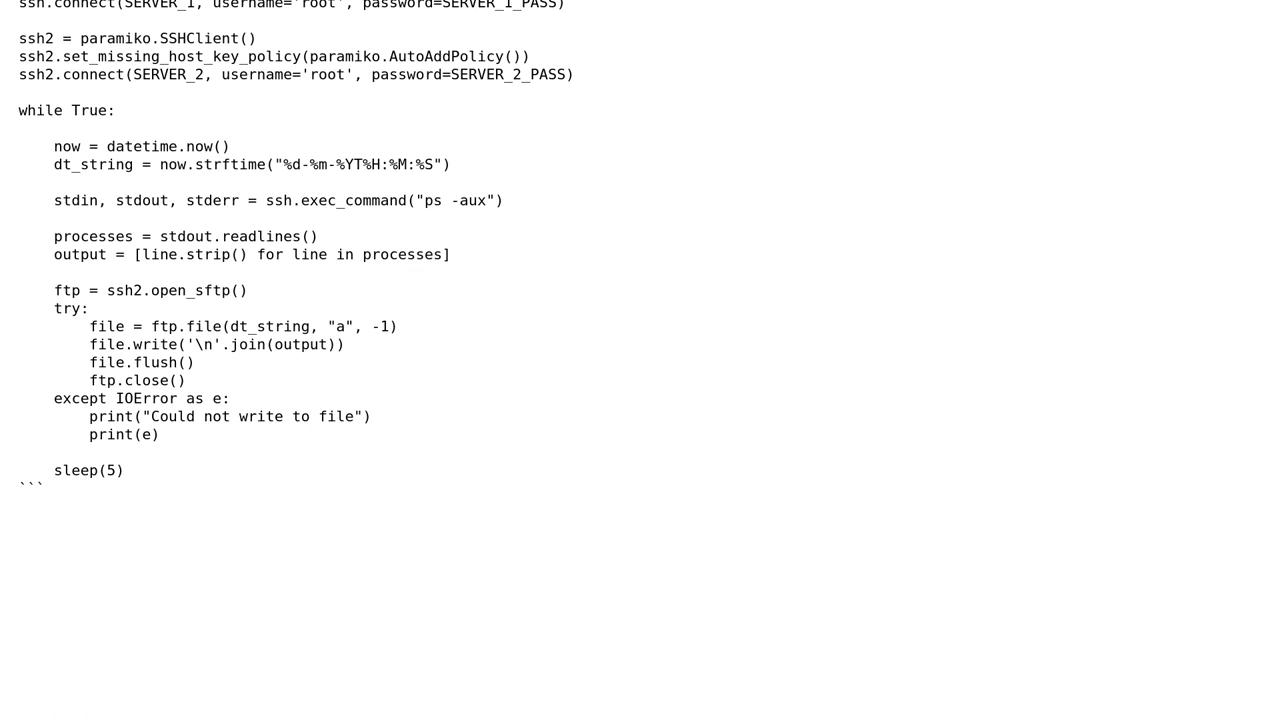 ssh.connect(SERVER_1, username='root', password=SERVER_1_PASS)

ssh2 = paramiko.SSHClient()
ssh2.set_missing_host_key_policy(paramiko.AutoAddPolicy())
ssh2.connect(SERVER_2, username='root', password=SERVER_2_PASS)

while True:

    now = datetime.now()
    dt_string = now.strftime("%d-%m-%YT%H:%M:%S")

    stdin, stdout, stderr = ssh.exec_command("ps -aux")

    processes = stdout.readlines()
    output = [line.strip() for line in processes]

    ftp = ssh2.open_sftp()
    try:
        file = ftp.file(dt_string, "a", -1)
        file.write('\n'.join(output))
        file.flush()
        ftp.close()
    except IOError as e:
        print("Could not write to file")
        print(e)

    sleep(5)
```